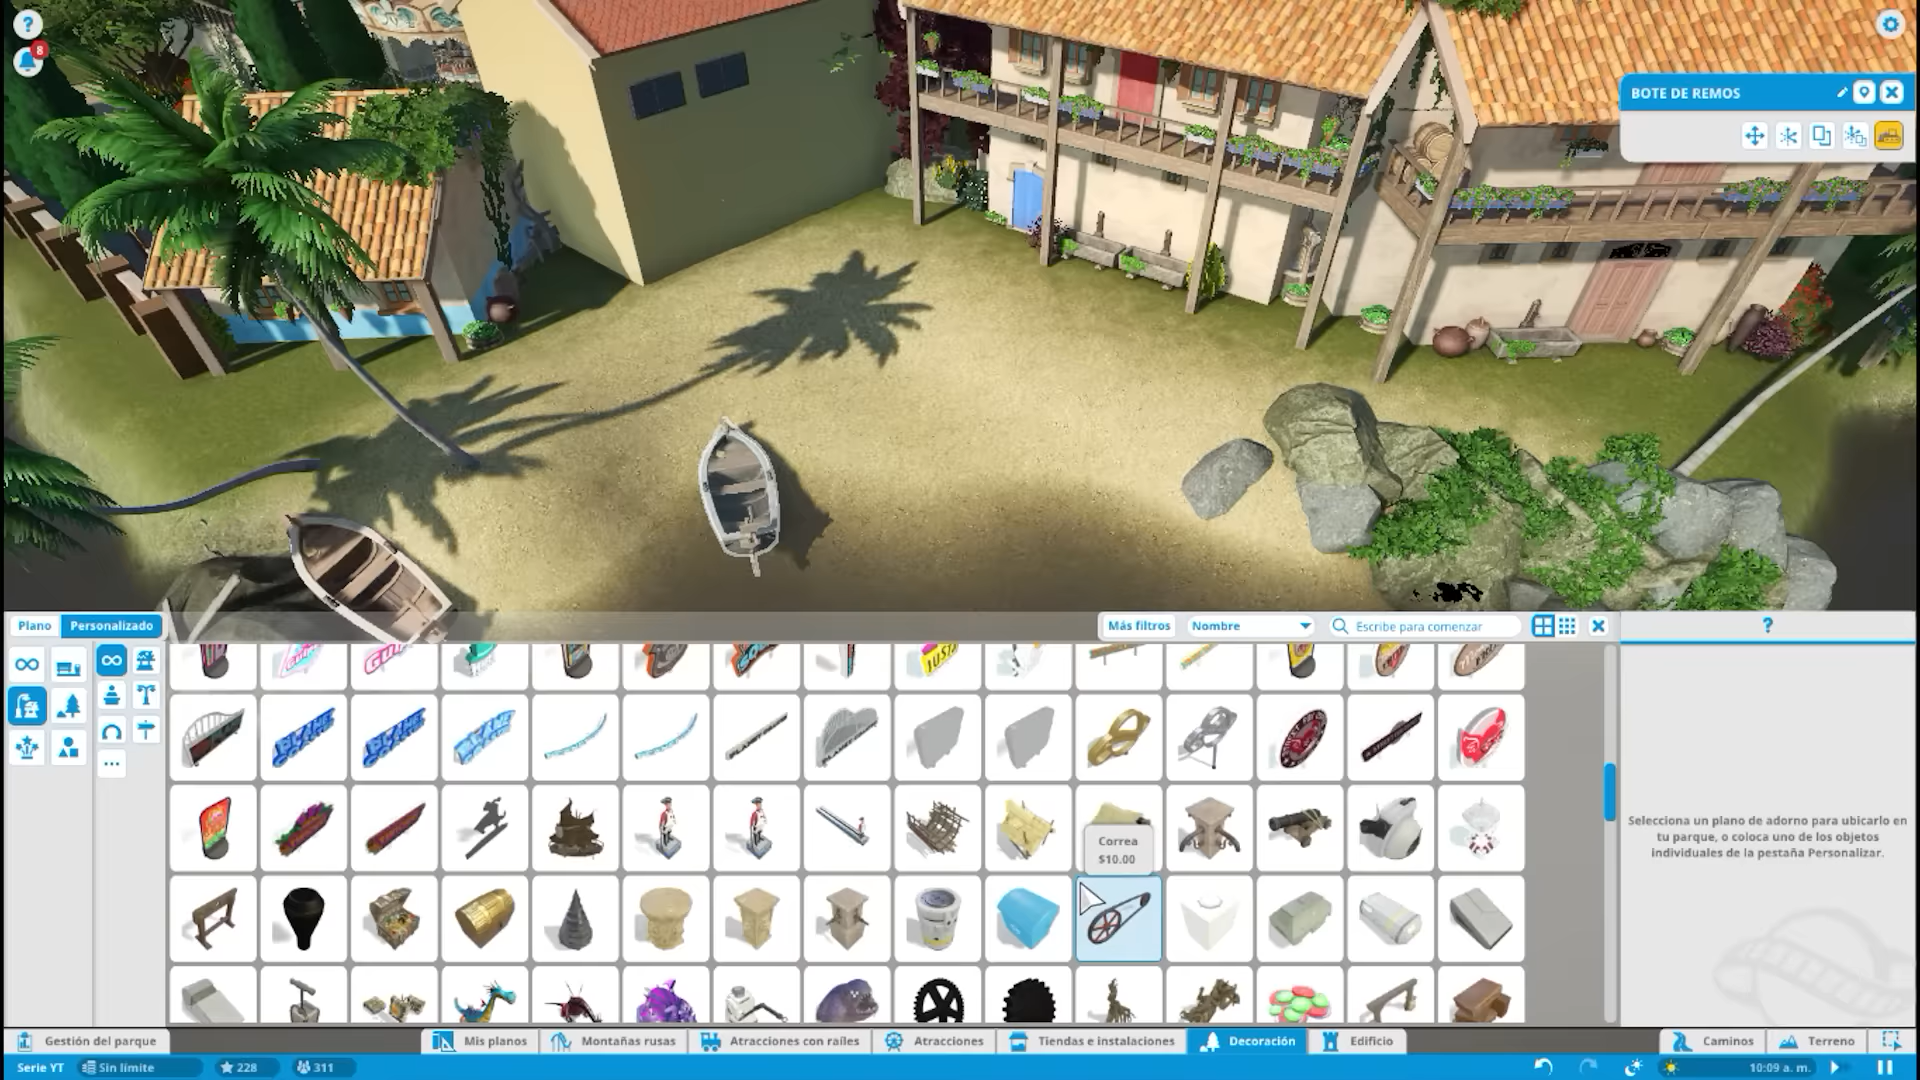 8
BOTE DE REMOS
Plano
Personalizado
Más filtros
Nombre
Escribe para comenzar
?
Correa
$10.00
Selecciona un plano de adorno para ubicarlo en
tu parque, o coloca uno de los objetos
individuales de la pestaña Personalizar.
Gestión del parque
Mis planos
Montañas rusas
Atracciones con raíles
Atracciones
Tiendas e instalaciones
Decoración
Edificio
Caminos
Terreno
Serie YT
Sin límite
228
311
10:09 a. m.